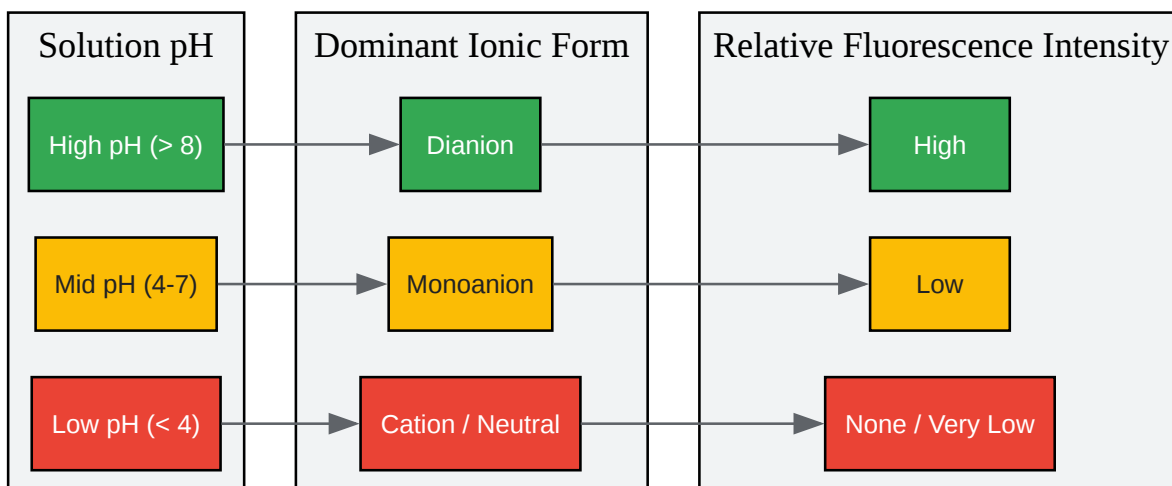 Solution pH
Dominant Ionic Form
Relative Fluorescence Intensity
High pH (> 8)
Dianion
High
Mid pH (4-7)
Monoanion
Low
Low pH (< 4)
Cation / Neutral
None / Very Low